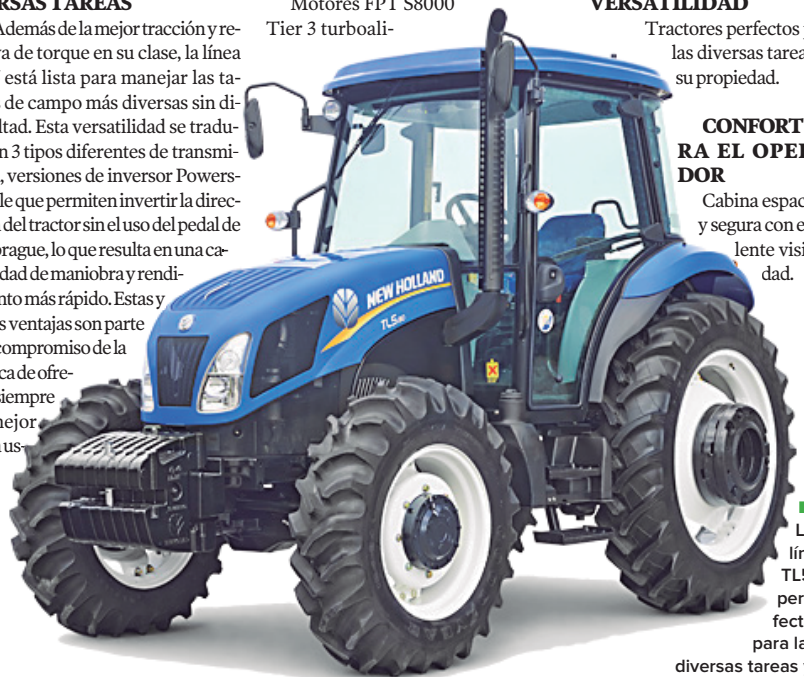 RSAS TAREAS
Además de la mejor tracción y re-
va de torque en su clase, la línea
está lista para manejar las ta-
s de campo más diversas sin di-
ltad. Esta versatilidad se tradu-
n 3 tipos diferentes de transmi-
, versiones de inversor Powers-
le que permiten invertir la direc-
n del tractor sin el uso del pedal de
brague, lo que resulta en una ca-
dad de maniobra y rendi-
nto más rápido. Estas y
s ventajas son parte
compromiso de la
ca de ofre-
siempre
mejor
n us-
Motores FPT S8000
Tier 3 turboali-
VERSATILIDAD
Tractores perfectos
las diversas tarea
su propiedad.
CONFORT
RA EL OPE
DOR
Cabina espac
y segura con e
lente visi
dad.
NEW HOLLAND
TL5.80
L
lín
TL5
per
fect
para la
diversas tareas